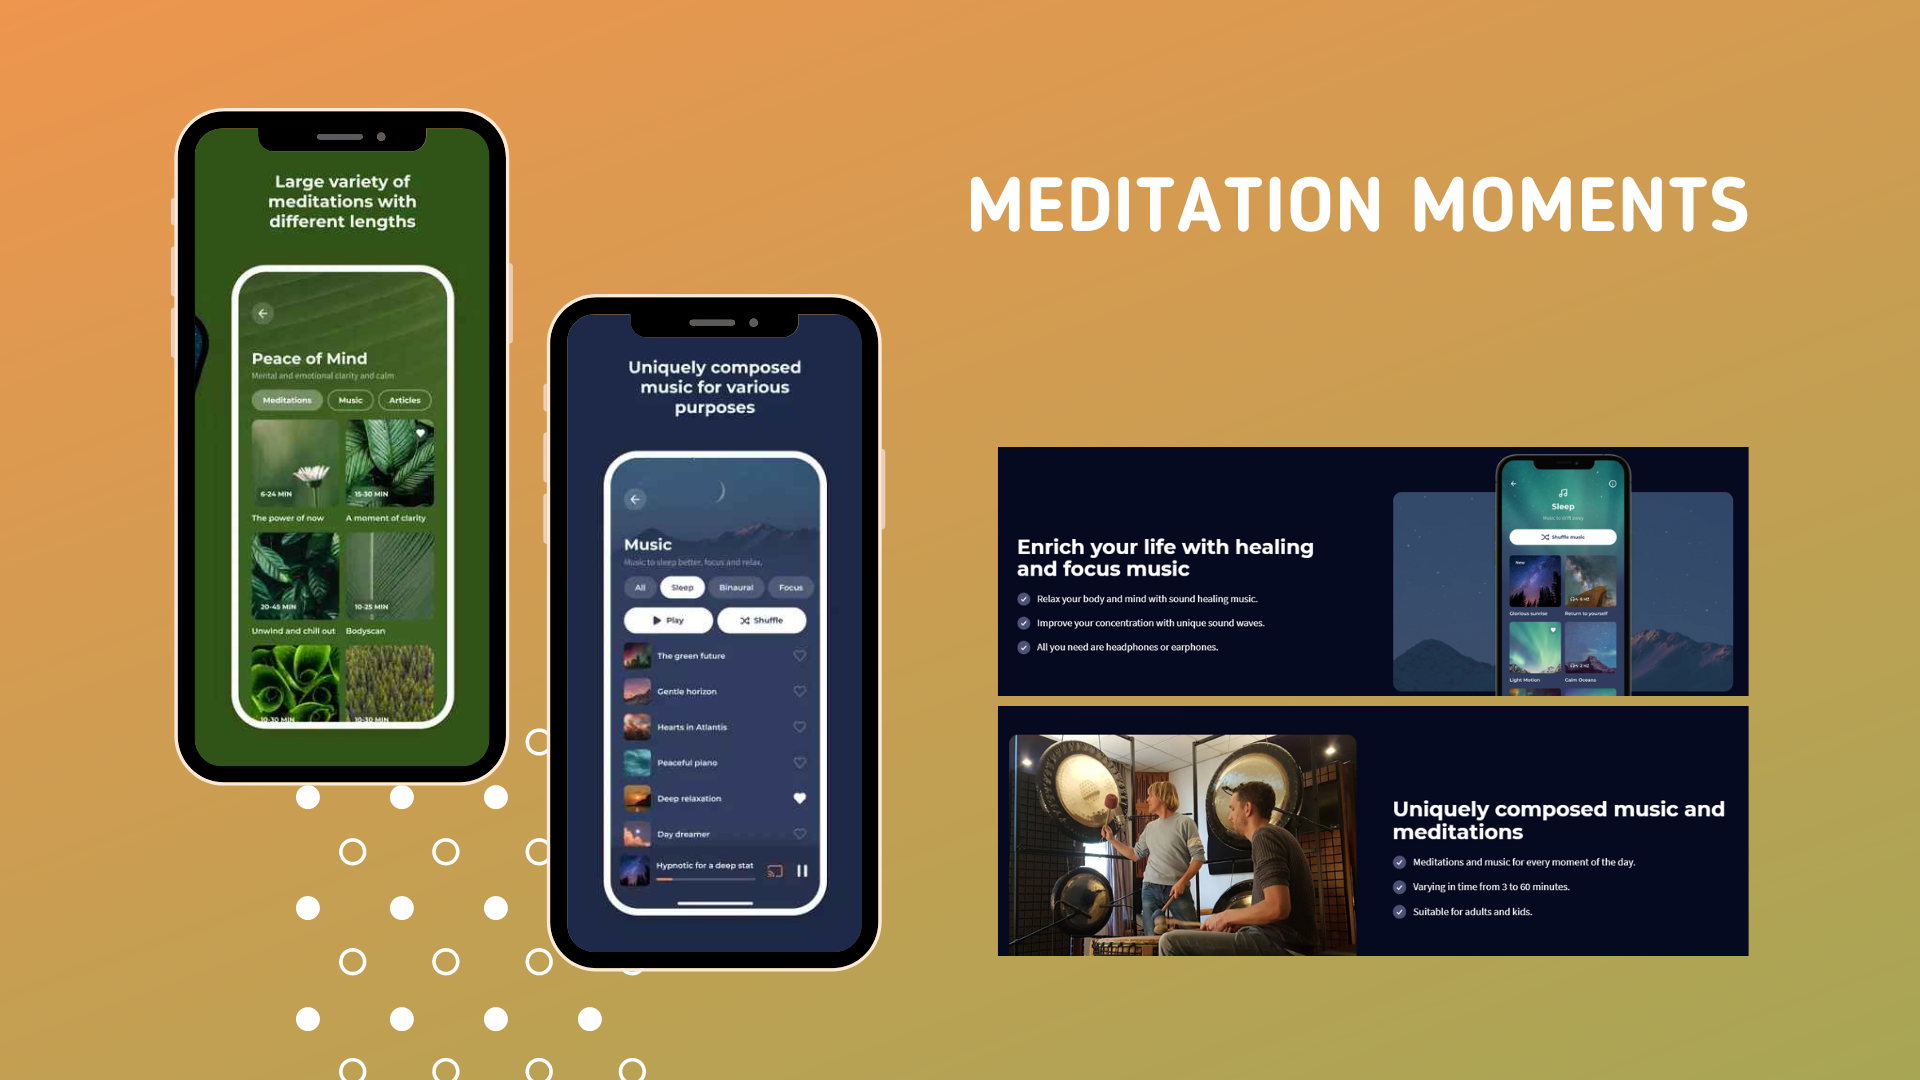 MEDITATION MOMENTS
Large variety of
meditations with
different lengths
Peace of Mind
Mental and emotional clarity and calm
Meditations
Music
Articles
6-24 MIN
15-30 MIN
The power of now
A moment of clarity
20-45 MIN
10-25 MIN
Unwind and chill out
Bodyscan
10-30 MIN
10-30 MIN
Uniquely composed
music for various
purposes
Music
Music to sleep better, focus and relax.
All
Sleep
Binaural
Focus
Play
Shuffle
The green future
Gentle horizon
Hearts in Atlantis
Peaceful piano
Deep relaxation
Day dreamer
Hypnotic for a deep stat
Enrich your life with healing
and focus music
Relax your body and mind with sound healing music.
Improve your concentration with unique sound waves.
All you need are headphones or earphones.
Sleep
Music to drift away
Shuffle music
New
Glorious sunrise
Return to yourself
Light Motion
Calm Oceans
Uniquely composed music and
meditations
Meditations and music for every moment of the day.
Varying in time from 3 to 60 minutes.
Suitable for adults and kids.